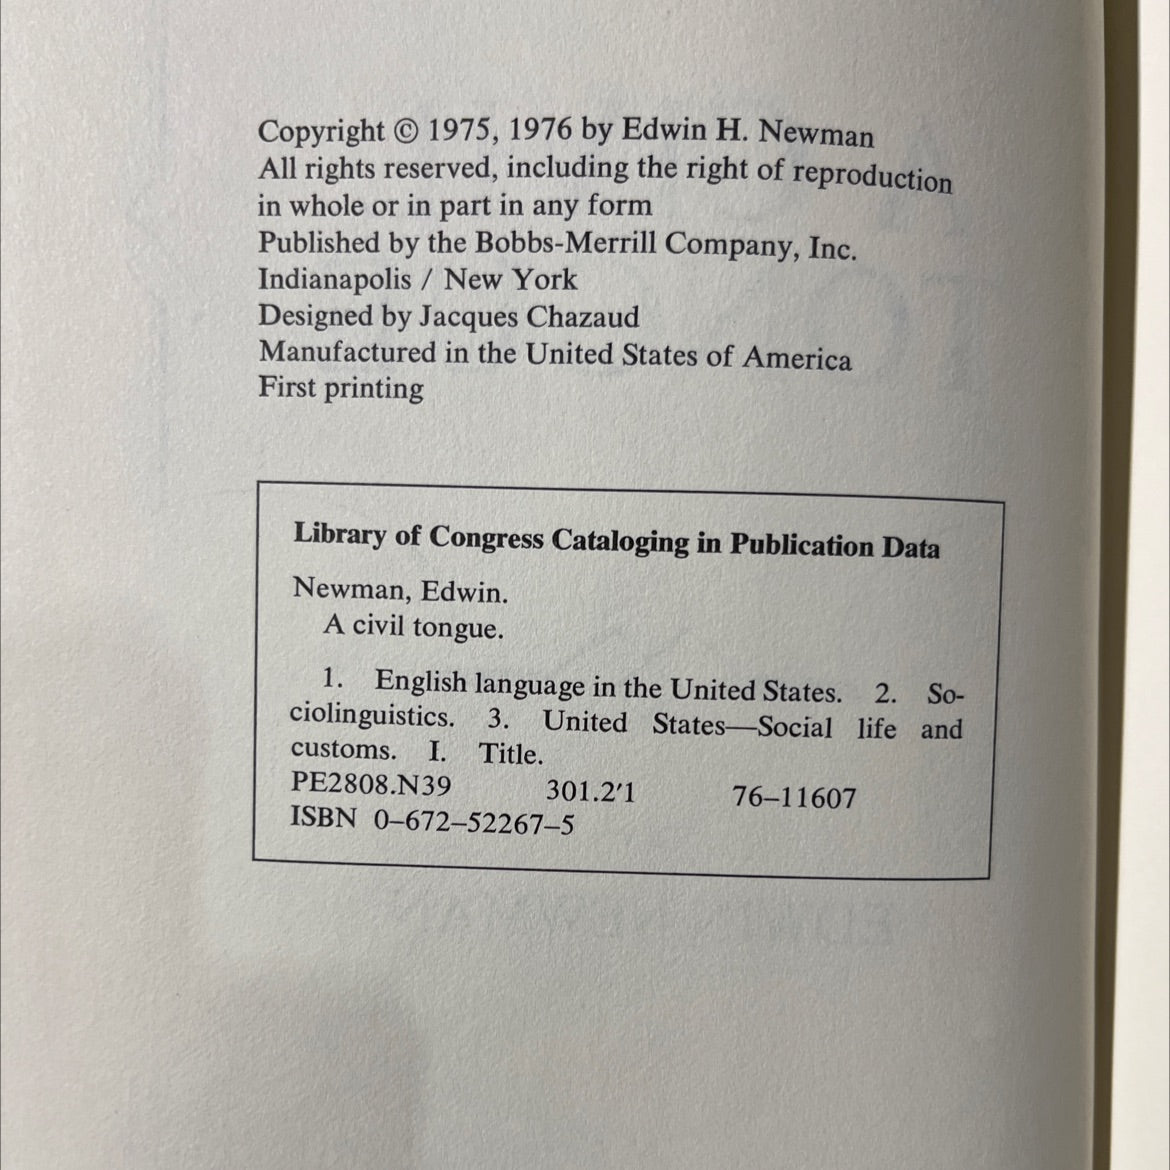 Copyright © 1975, 1976 by Edwin H. Newman
All rights reserved, including the right of reproduction
in whole or in part in any form
Published by the Bobbs-Merrill Company, Inc.
Indianapolis / New York
Designed by Jacques Chazaud
Manufactured in the United States of America
First printing
Library of Congress Cataloging in Publication Data
Newman, Edwin.
A civil tongue.
1. English language in the United States. 2. So-
ciolinguistics. 3. United States—Social life and
customs. I. Title.
PE2808.N39 301.2'1 76–11607
ISBN 0–672–52267–5